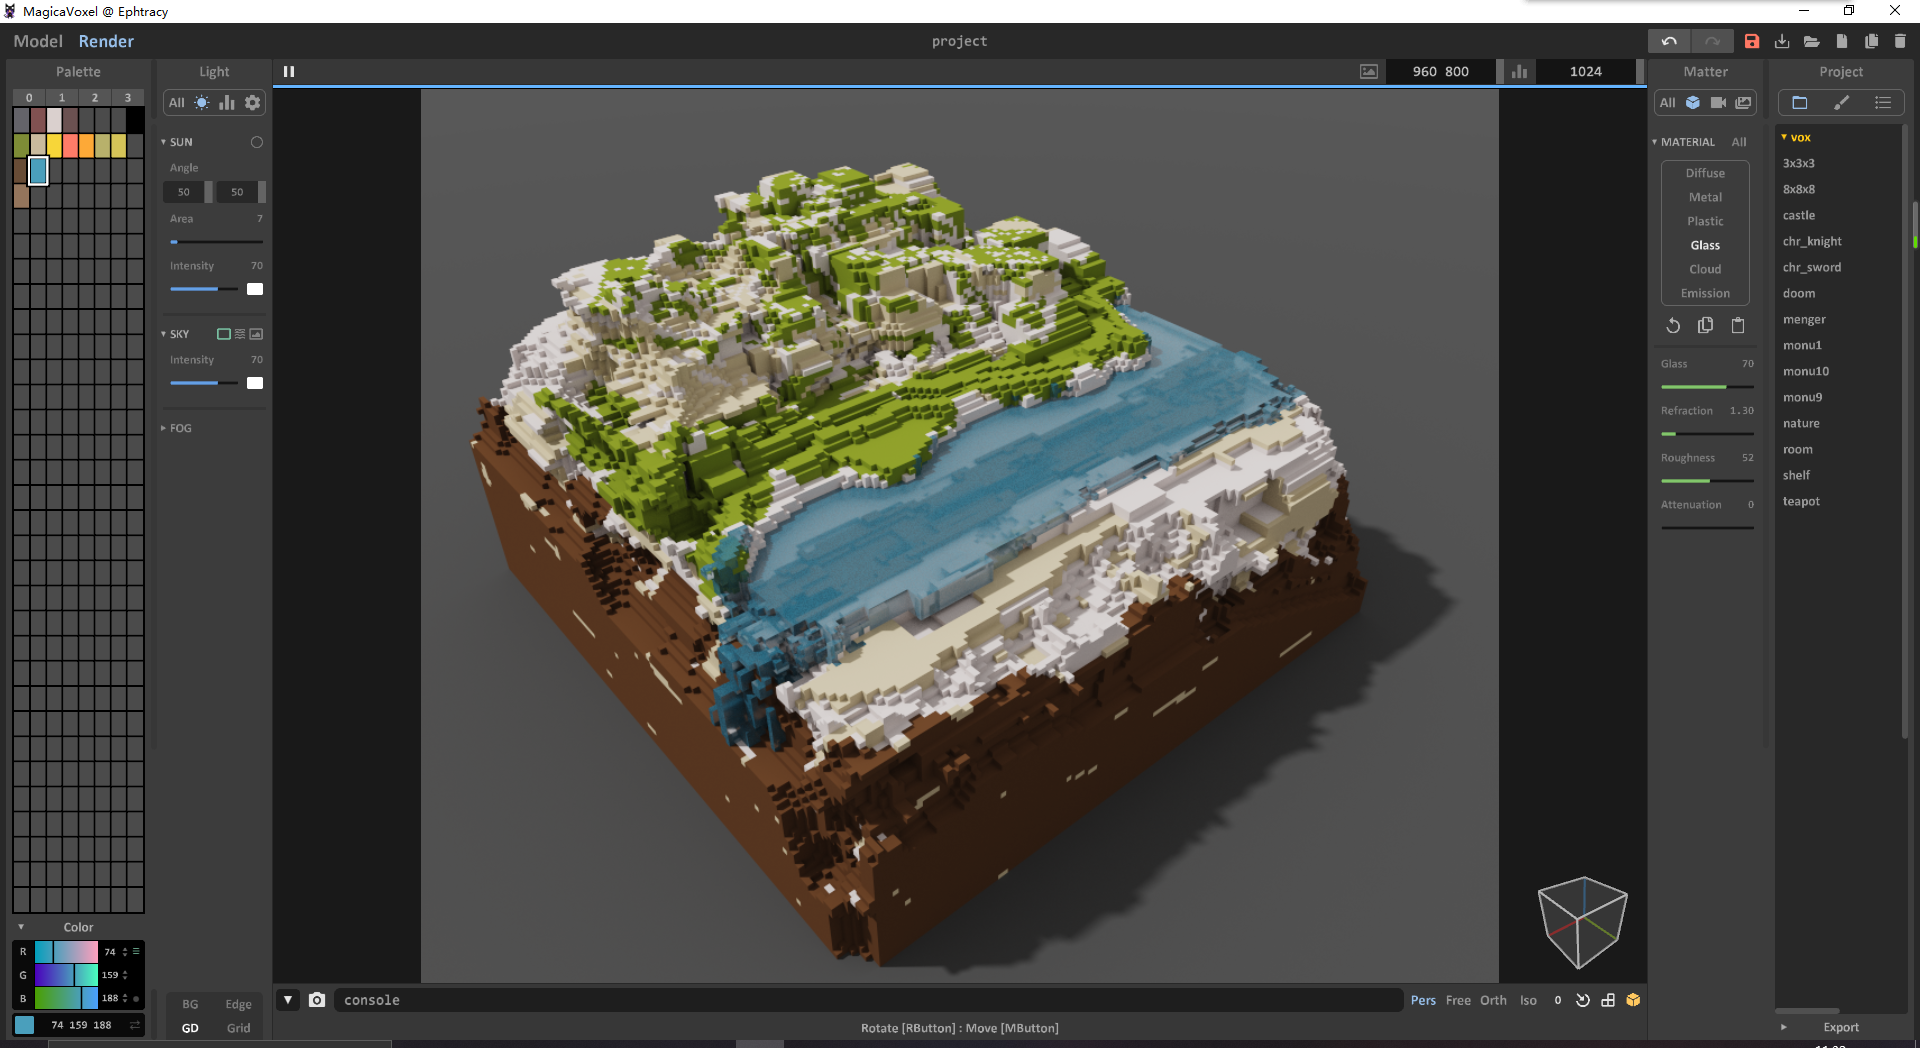 MagicaVoxel @ Ephtracy
Model Render
project
Palette
0 1 2 3
Light
All
SUN
Angle
50 50
Area 7
Intensity 70
SKY
Intensity 70
FOG
960 800
1024
Matter
All
MATERIAL All
Diffuse
Metal
Plastic
Glass
Cloud
Emission
Glass 70
Refraction 1.30
Roughness 52
Attenuation 0
Project
vox
3x3x3
8x8x8
castle
chr_knight
chr_sword
doom
menger
monu1
monu10
monu9
nature
room
shelf
teapot
Color
R 74
G 159
B 188
74 159 188
BG Edge
GD Grid
console
Pers Free Orth Iso 0
Rotate [RButton] : Move [MButton]
Export